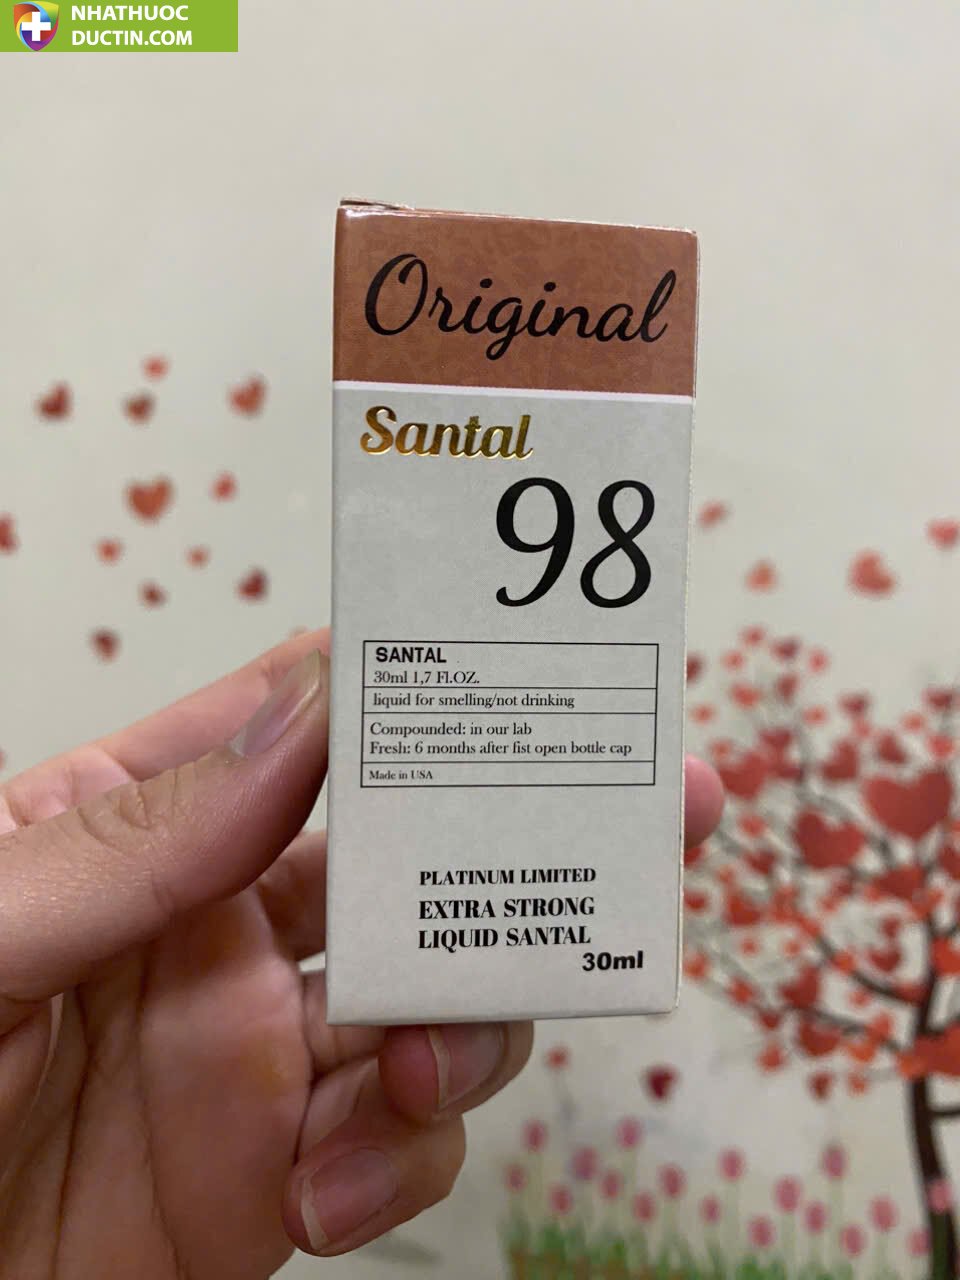 NHATHUOC
DUCTIN.COM
Original
Santal
98
SANTAL
30ml 1,7 Fl.OZ.
liquid for smelling/not drinking
Compounded: in our lab
Fresh: 6 months after fist open bottle cap
Made in USA
PLATINUM LIMITED
EXTRA STRONG
LIQUID SANTAL
30ml